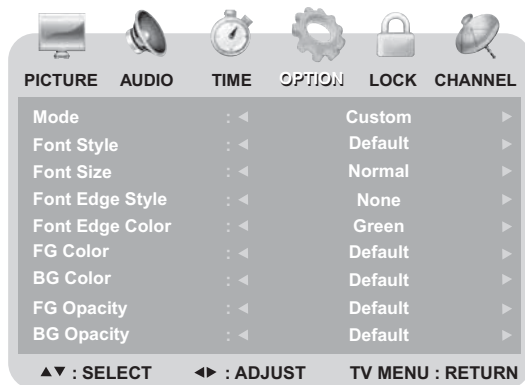 PICTURE AUDIO TIME OPTION LOCK CHANNEL
Mode : ◄ Custom ►
Font Style : ◄ Default ►
Font Size : ◄ Normal ►
Font Edge Style : ◄ None ►
Font Edge Color : ◄ Green ►
FG Color : ◄ Default ►
BG Color : ◄ Default ►
FG Opacity : ◄ Default ►
BG Opacity : ◄ Default ►
▲▼ : SELECT ◄► : ADJUST TV MENU : RETURN